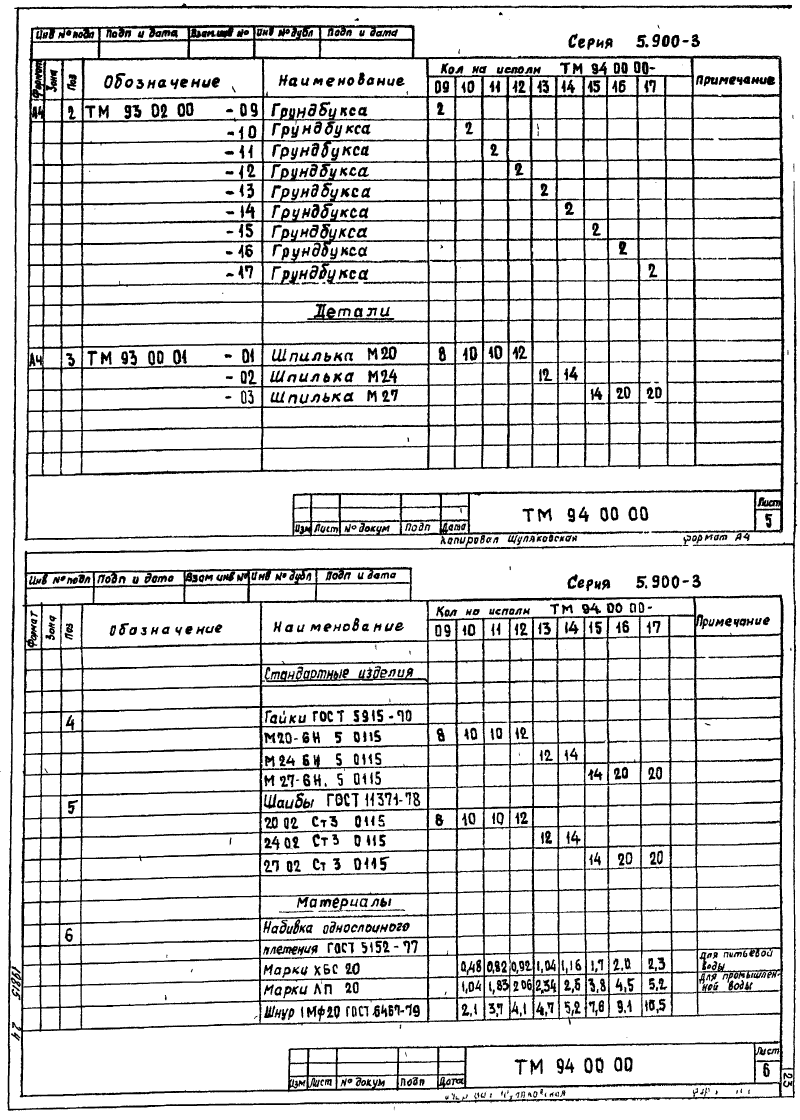 Инв № подл Подп и дата Взам инв № Инв № дубл Подп и дата
Серия 5.900-3
Формат Зона Поз Обозначение Наименование Кол на исполн ТМ 94 00 00- Примечание
09 10 11 12 13 14 15 16 17
А4 2 ТМ 93 02 00 -09 Грундбукса 2
-10 Грундбукса 2
-11 Грундбукса 2
-12 Грундбукса 2
-13 Грундбукса 2
-14 Грундбукса 2
-15 Грундбукса 2
-16 Грундбукса 2
-17 Грундбукса 2
Детали
А4 3 ТМ 93 00 01 -01 Шпилька М20 8 10 10 12
-02 Шпилька М24 12 14
-03 Шпилька М27 14 20 20
Изм Лист № докум Подп Дата
ТМ 94 00 00
Лист
5
Копировал Шуляковская формат А4
Инв № подл Подп и дата Взам инв № Инв № дубл Подп и дата
Серия 5.900-3
Формат Зона Поз Обозначение Наименование Кол на исполн ТМ 94 00 00- Примечание
09 10 11 12 13 14 15 16 17
Стандартные изделия
4 Гайки ГОСТ 5915-70
М20-6Н 5 0115 8 10 10 12
М24 6Н 5 0115 12 14
М27-6Н. 5 0115 14 20 20
5 Шайбы ГОСТ 11371-78
20 02 Ст3 0115 8 10 10 12
24 02 Ст3 0115 12 14
27 02 Ст 3 0115 14 20 20
Материалы
6 Набивка однослойного
плетения ГОСТ 5152-77
Марки ХБС 20 0,48 0,82 0,92 1,04 1,16 1,7 2,0 2,3 для питьевой воды
Марки ЛП 20 1,04 1,83 2,06 2,34 2,6 3,8 4,5 5,2 для промышлен-
ной воды
Шнур 1Мф20 ГОСТ 6467-79 2,1 3,7 4,1 4,7 5,2 7,6 9,1 10,5
Изм Лист № докум Подп Дата
ТМ 94 00 00
Лист
6
23
19815 24